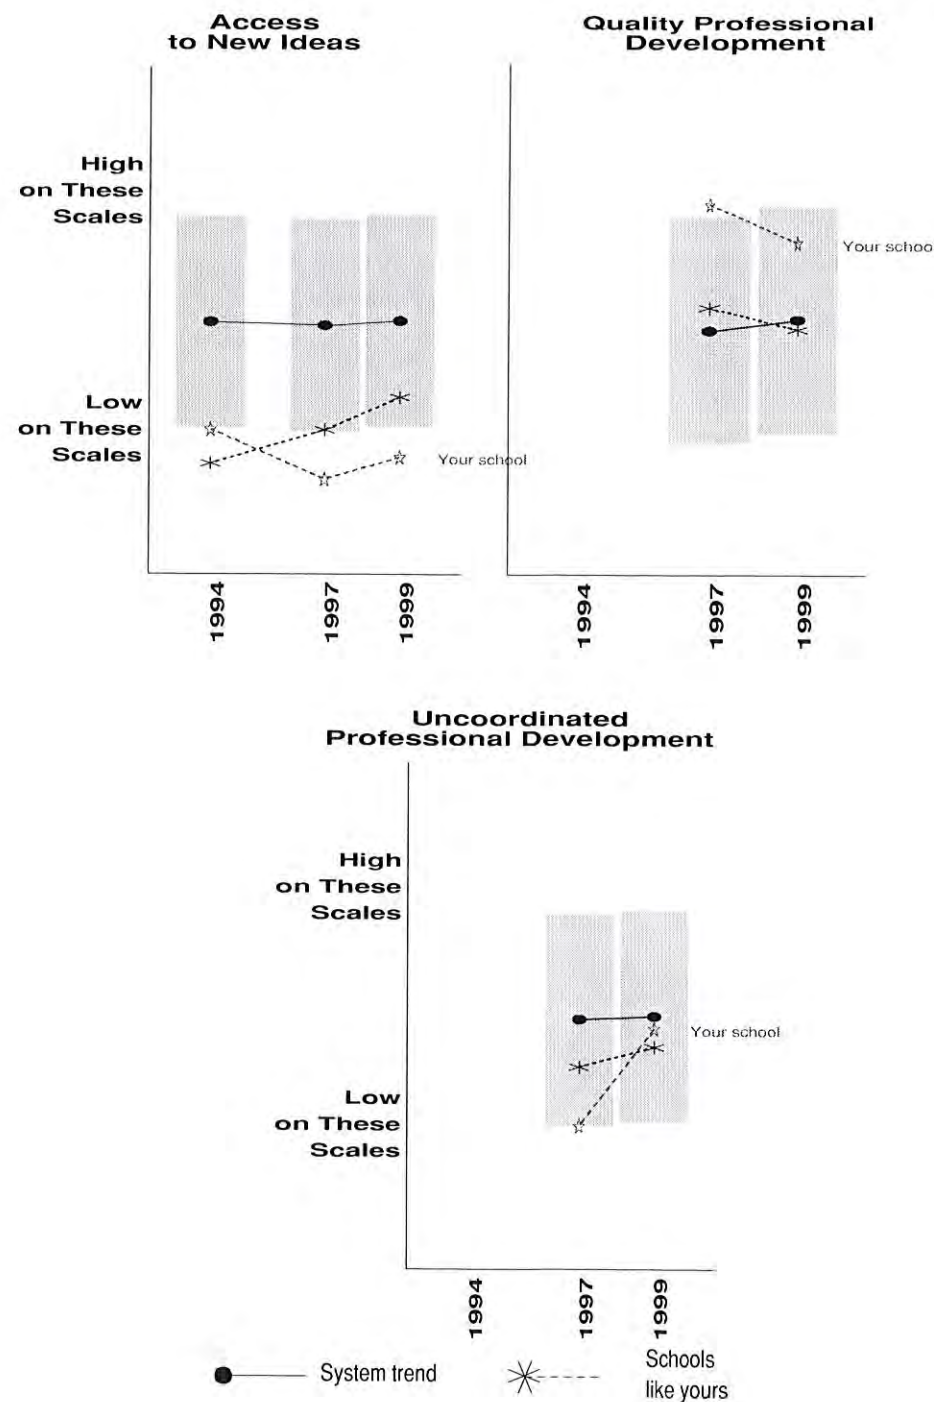 Access
to New Ideas
Quality Professional
Development
High
on These
Scales
Low
on These
Scales
Your school
Your schoo
1994
1997
1999
1994
1997
1999
Uncoordinated
Professional Development
High
on These
Scales
Low
on These
Scales
Your school
1994
1997
1999
System trend
Schools
like yours